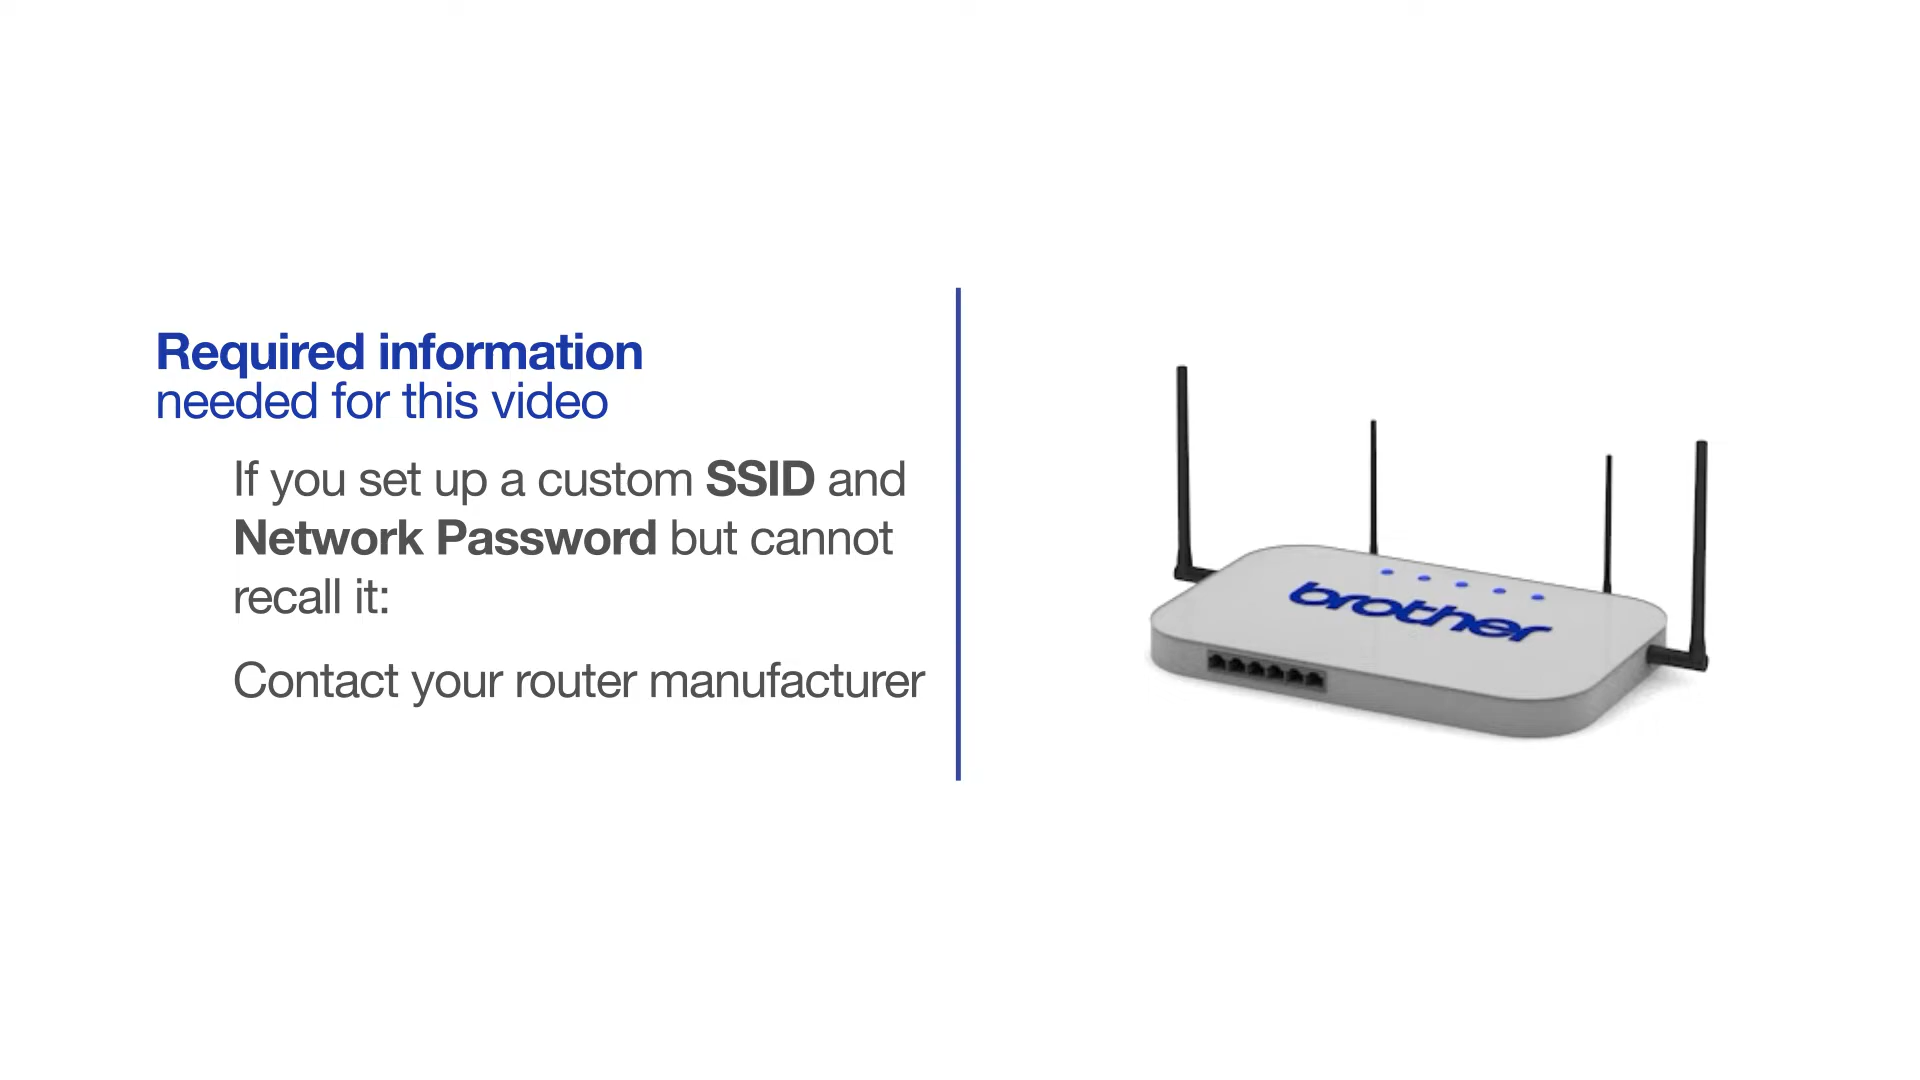 Required information
needed for this video
If you set up a custom SSID and
Network Password but cannot
recall it:
Contact your router manufacturer
brother